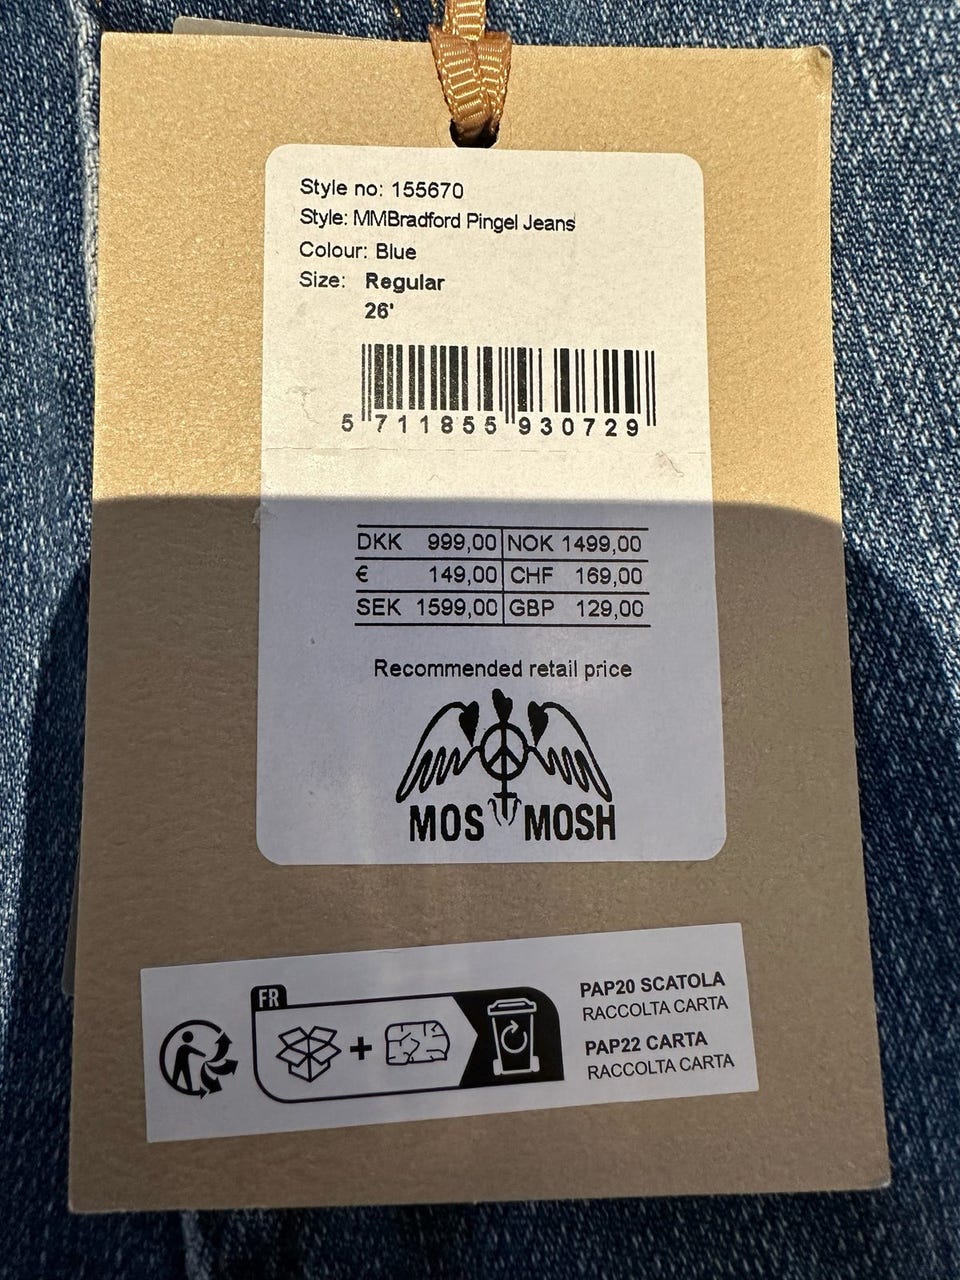 Style no: 155670
Style: MMBradford Pingel Jeans
Colour: Blue
Size: Regular
26'
5 711855 930729
DKK 999,00 NOK 1499,00
€ 149,00 CHF 169,00
SEK 1599,00 GBP 129,00
Recommended retail price
MOS MOSH
FR
PAP20 SCATOLA
RACCOLTA CARTA
PAP22 CARTA
RACCOLTA CARTA